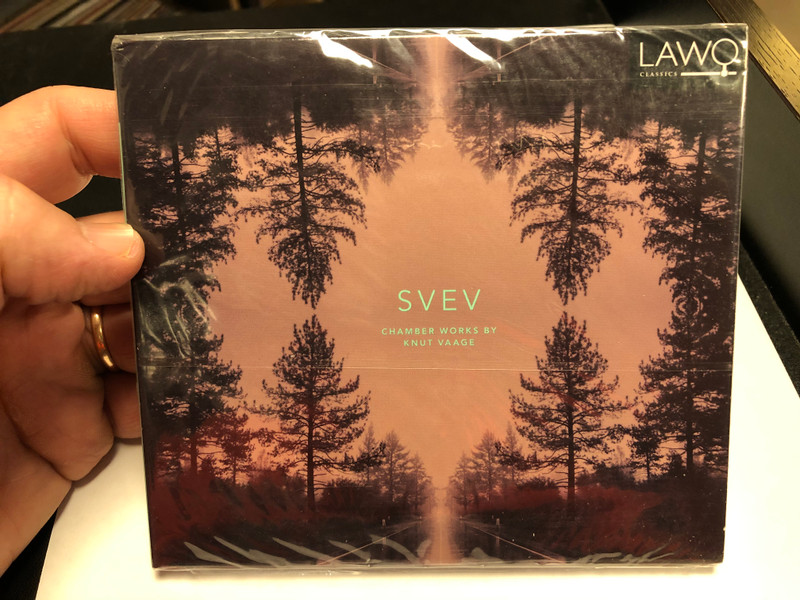 LAWO
CLASSICS
SVEV
CHAMBER WORKS BY
KNUT VAAGE